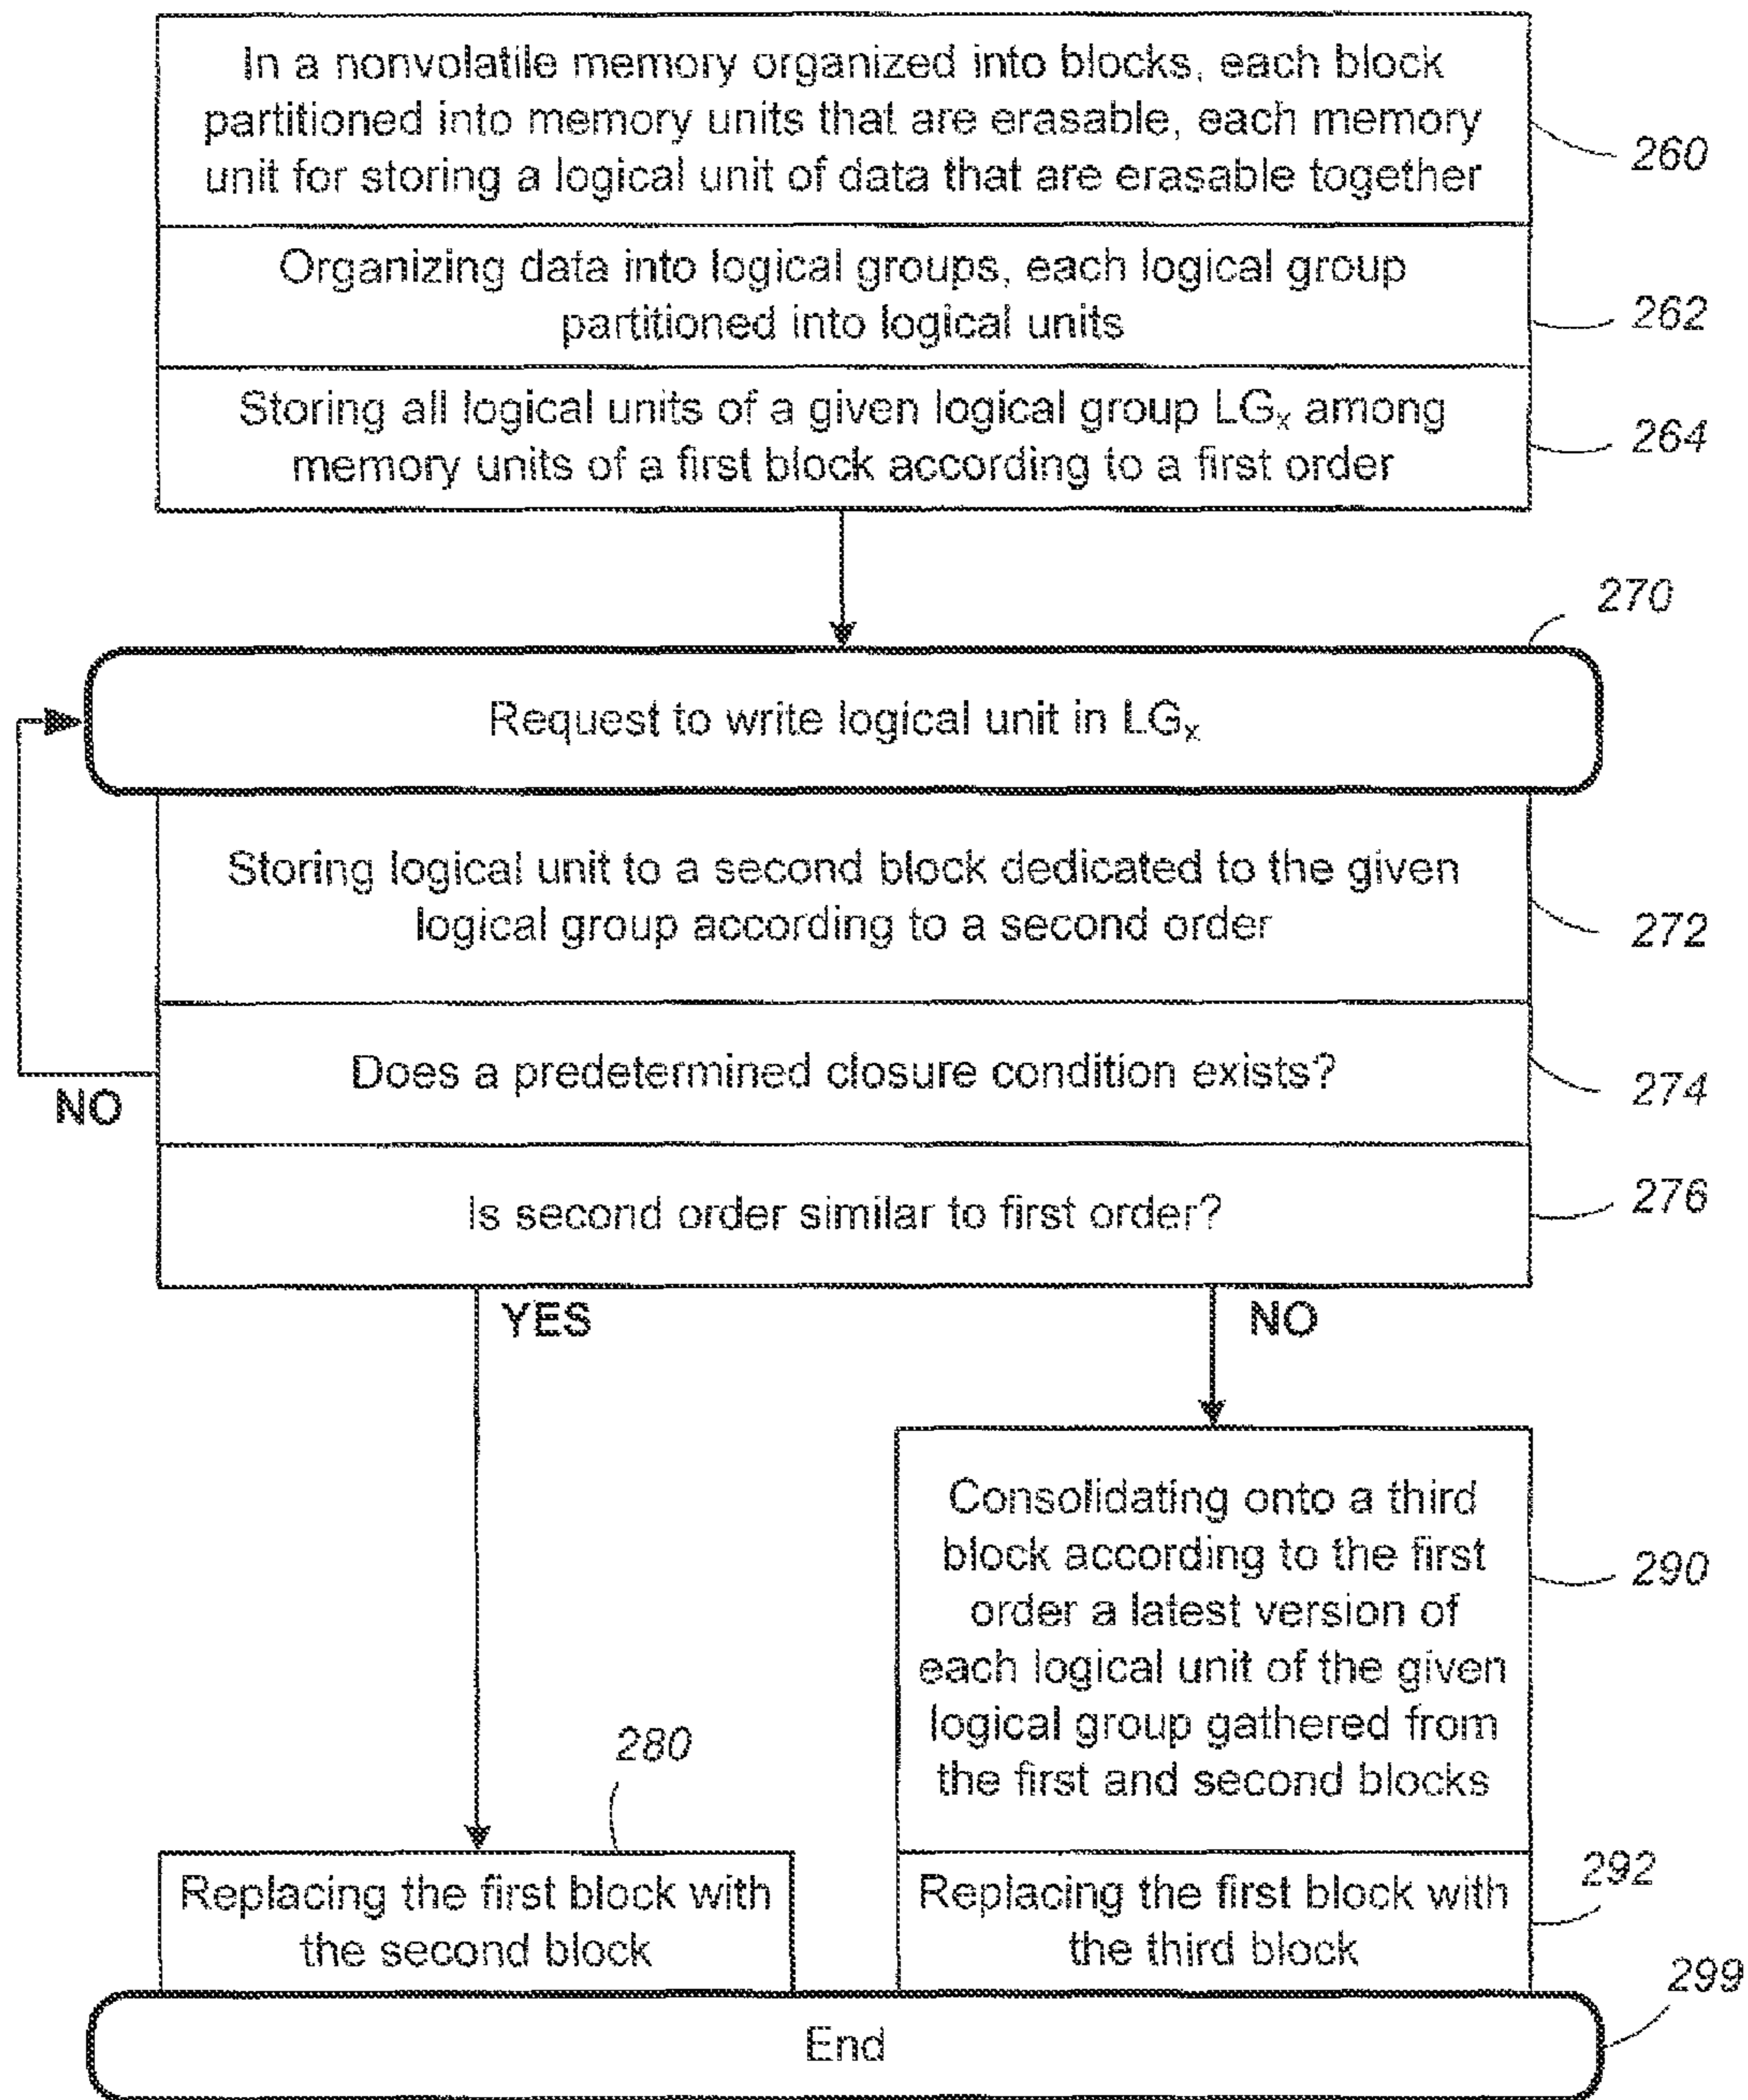 In a nonvolatile memory organized into blocks, each block
partitioned into memory units that are erasable, each memory
unit for storing a logical unit of data that are erasable together
260
Organizing data into logical groups, each logical group
partitioned into logical units
262
Storing all logical units of a given logical group LGx among
memory units of a first block according to a first order
264
270
Request to write logical unit in LGx
Storing logical unit to a second block dedicated to the given
logical group according to a second order
272
Does a predetermined closure condition exists?
274
NO
Is second order similar to first order?
276
YES
NO
Consolidating onto a third
block according to the first
order a latest version of
each logical unit of the given
logical group gathered from
the first and second blocks
290
280
Replacing the first block with
the second block
Replacing the first block with
the third block
292
299
End